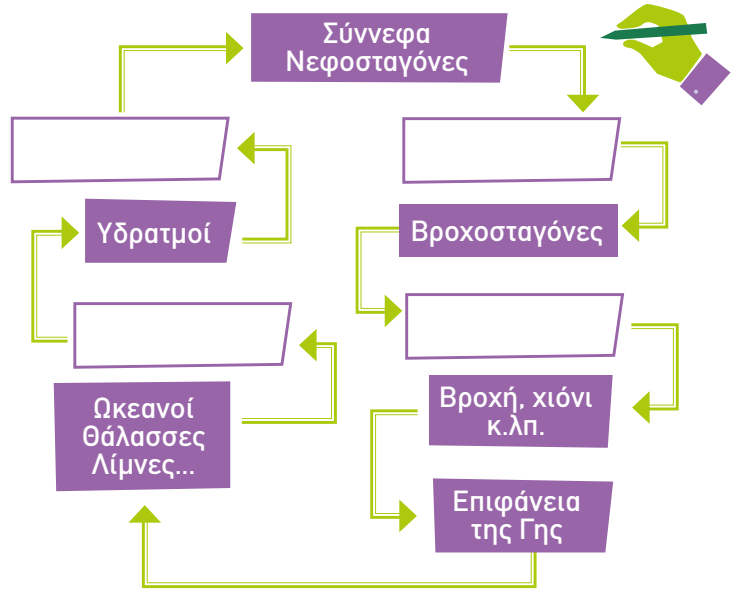 Σύννεφα
Νεφοσταγόνες
Υδρατμοί
Βροχοσταγόνες
Ωκεανοί
Θάλασσες
Λίμνες...
Βροχή, χιόνι
κ.λπ.
Επιφάνεια
της Γης